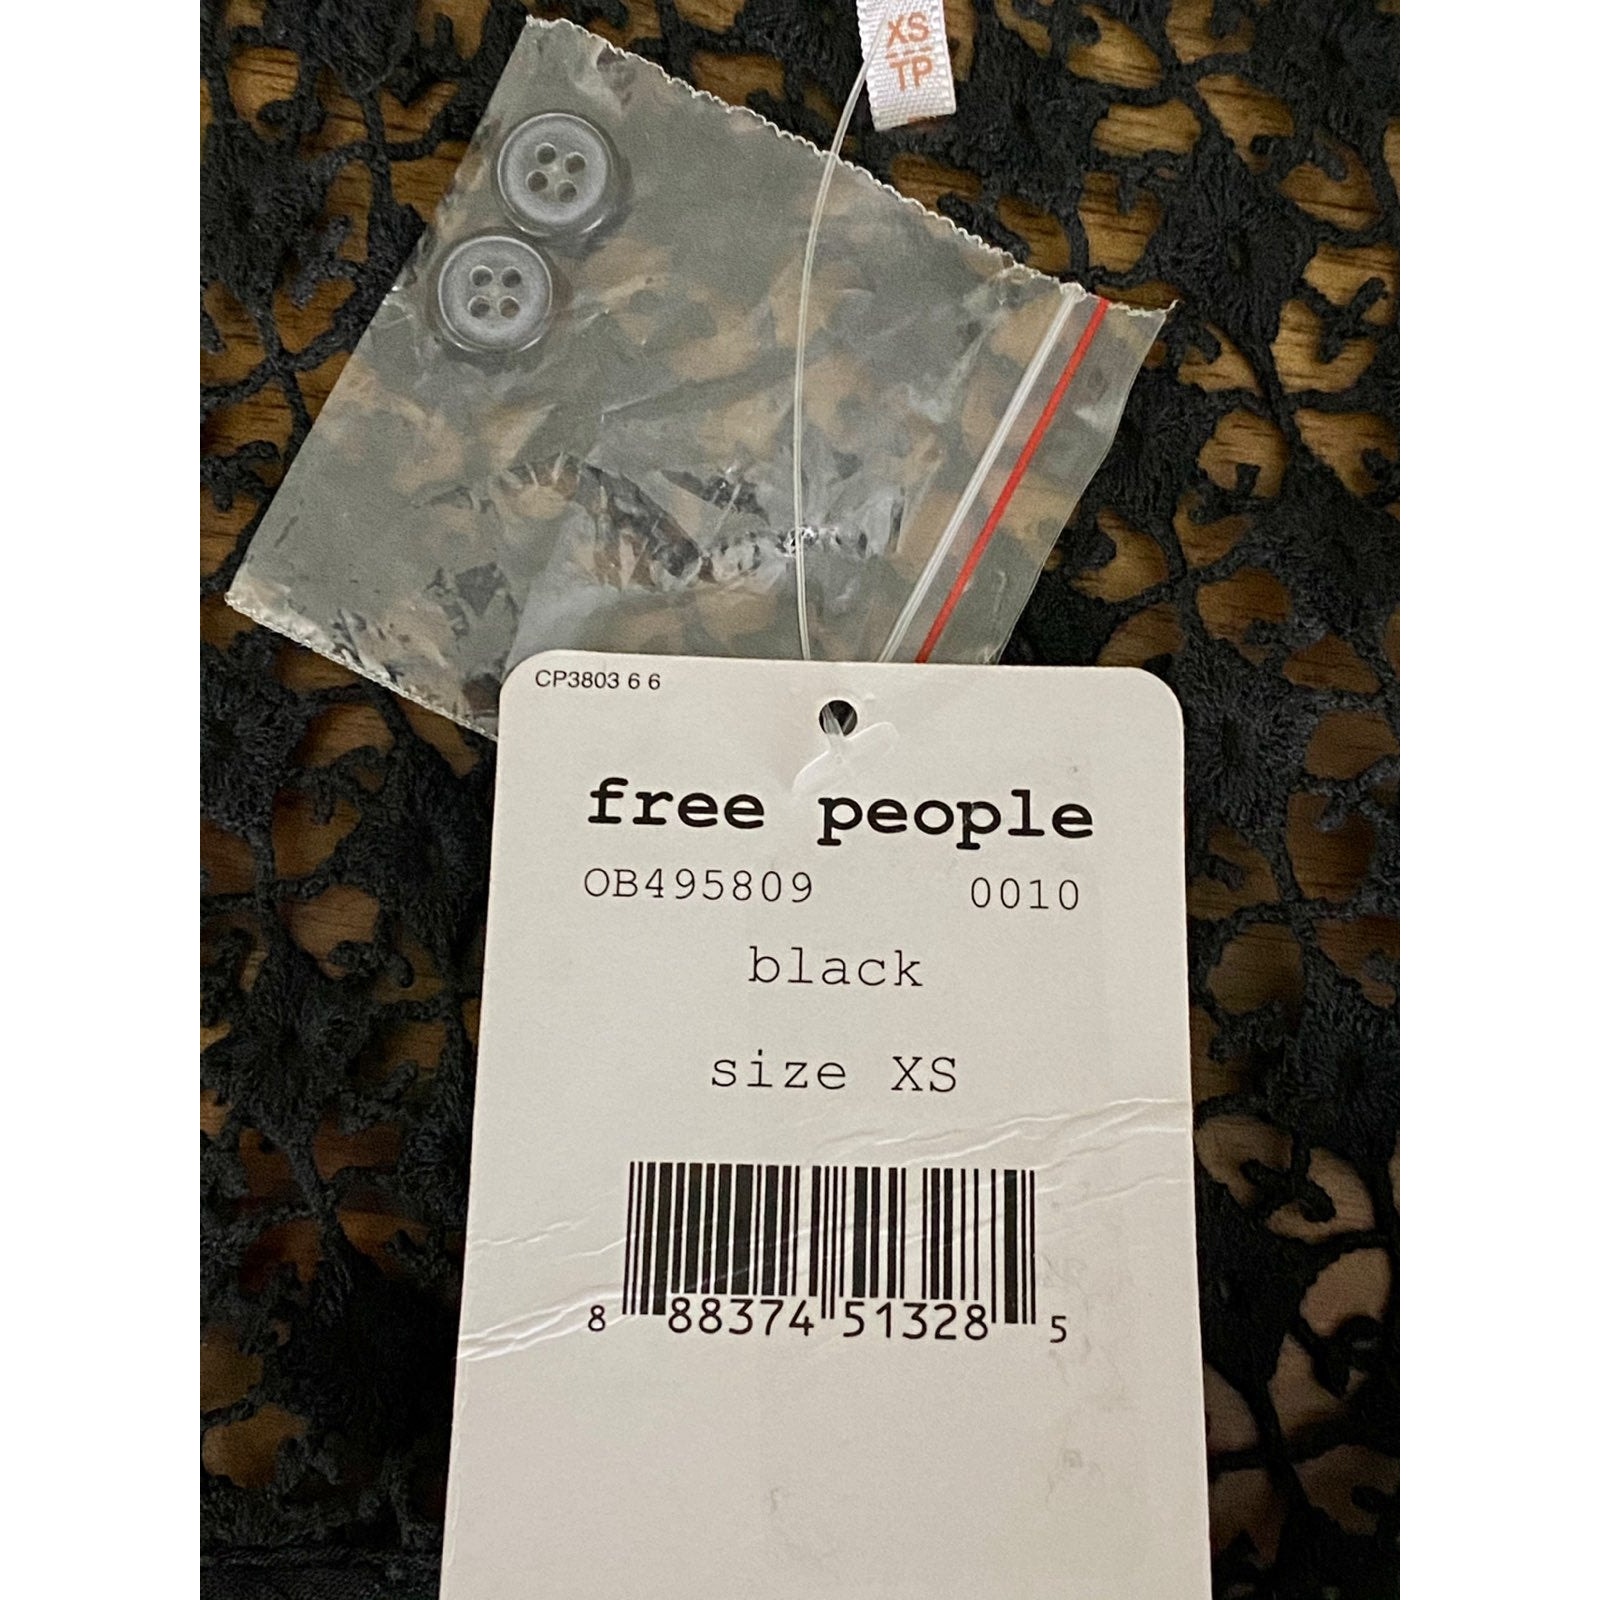 XS
TP
CP3803 6 6
free people
OB495809 0010
black
size XS
8 88374 51328 5